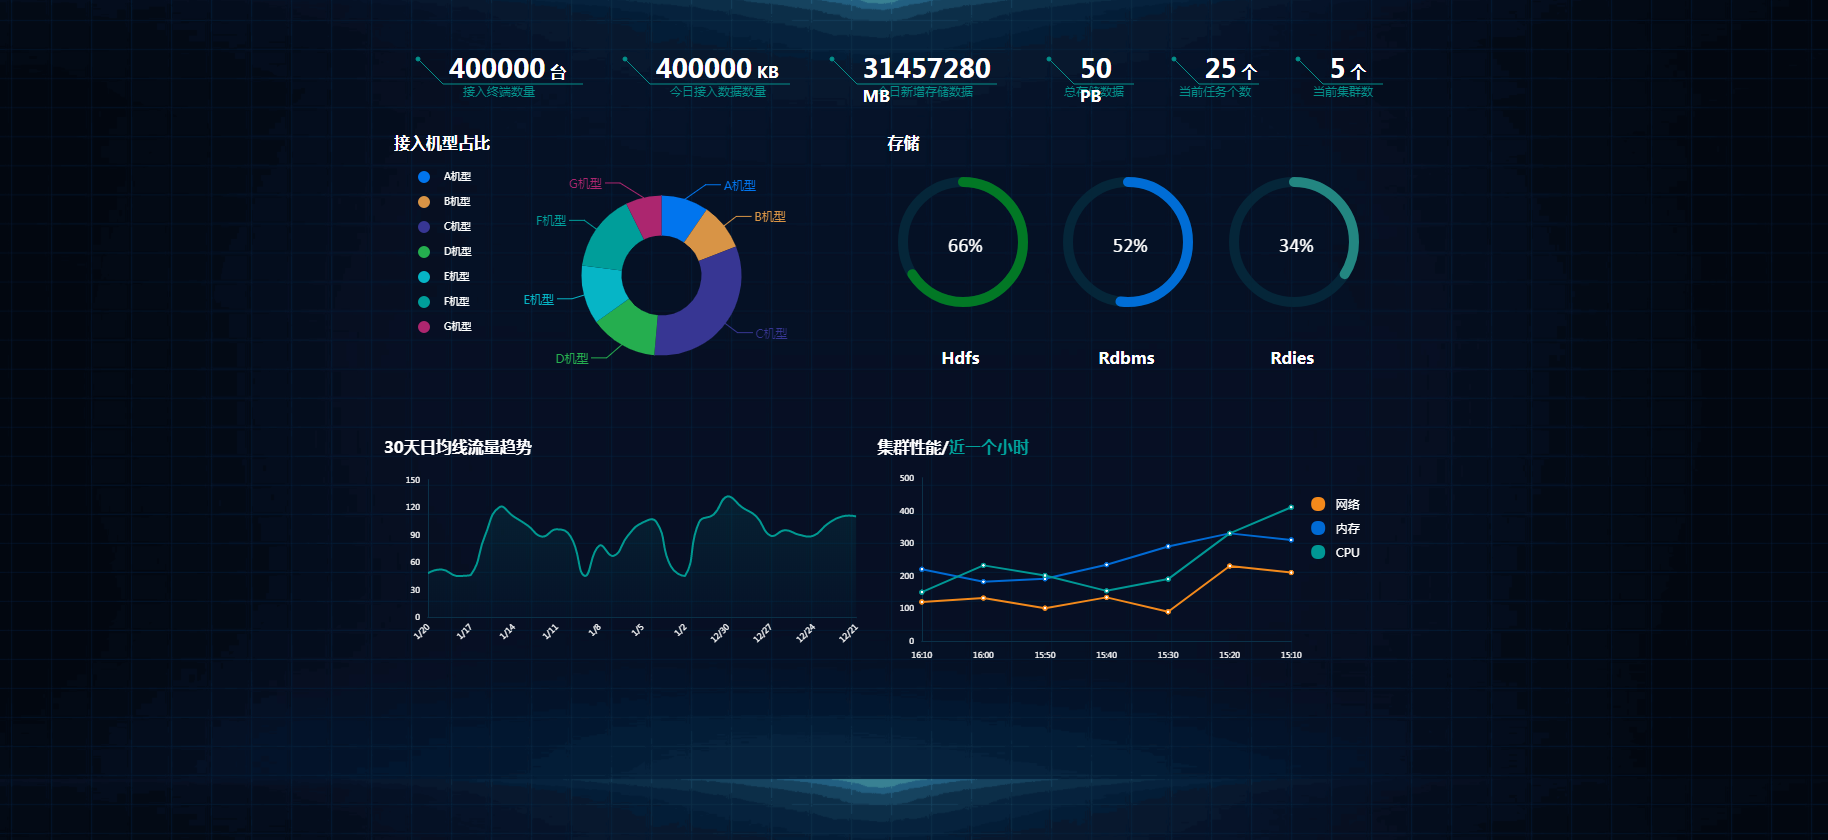 400000 台
接入终端数量
400000 KB
今日接入数据数量
31457280
MB
今日新增存储数据
50
PB
总存储数据
25 个
当前任务个数
5 个
当前集群数
接入机型占比
A机型
B机型
C机型
D机型
E机型
F机型
G机型
G机型
A机型
F机型
B机型
E机型
C机型
D机型
存储
66%
52%
34%
Hdfs
Rdbms
Rdies
30天日均线流量趋势
150
120
90
60
30
0
1/20
1/17
1/14
1/11
1/8
1/5
1/2
12/30
12/27
12/24
12/21
集群性能/近一个小时
500
400
300
200
100
0
16:10
16:00
15:50
15:40
15:30
15:20
15:10
网络
内存
CPU